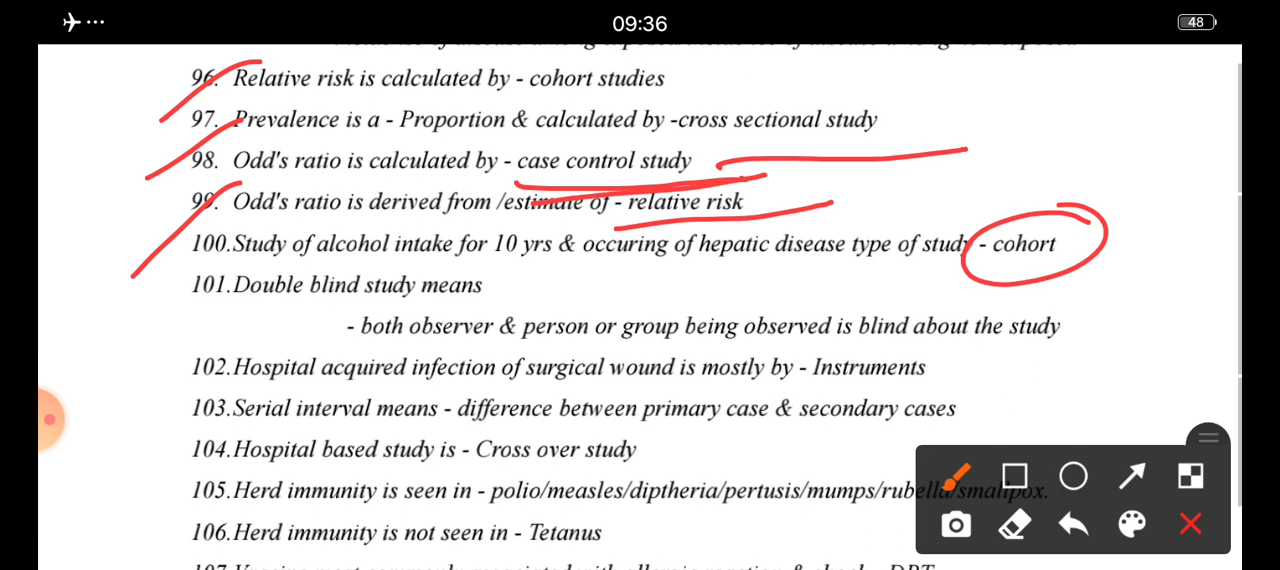 09:36
48
96. Relative risk is calculated by - cohort studies
97. Prevalence is a - Proportion & calculated by -cross sectional study
98. Odd's ratio is calculated by - case control study
99. Odd's ratio is derived from /estimate of - relative risk
100.Study of alcohol intake for 10 yrs & occuring of hepatic disease type of study - cohort
101.Double blind study means
- both observer & person or group being observed is blind about the study
102.Hospital acquired infection of surgical wound is mostly by - Instruments
103.Serial interval means - difference between primary case & secondary cases
104.Hospital based study is - Cross over study
105.Herd immunity is seen in - polio/measles/diptheria/pertusis/mumps/rubella/smallpox.
106.Herd immunity is not seen in - Tetanus